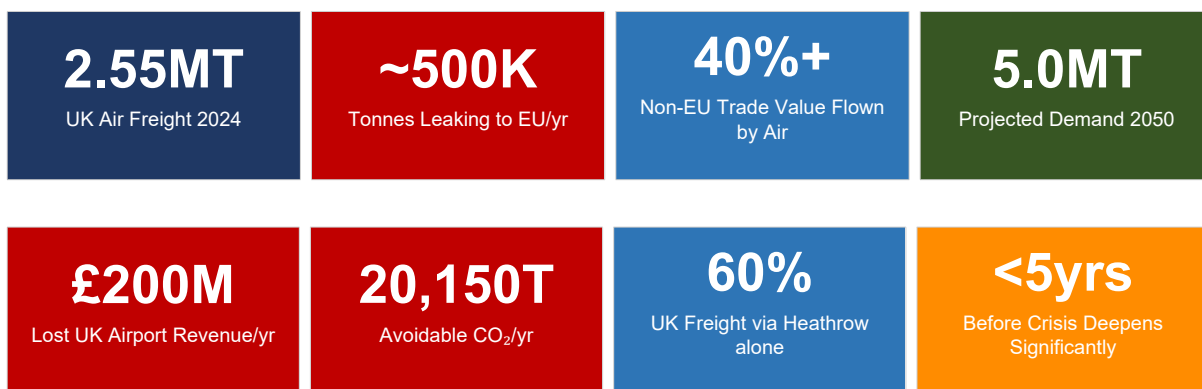 2.55MT
UK Air Freight 2024
~500K
Tonnes Leaking to EU/yr
40%+
Non-EU Trade Value Flown
by Air
5.0MT
Projected Demand 2050
£200M
Lost UK Airport Revenue/yr
20,150T
Avoidable CO₂/yr
60%
UK Freight via Heathrow
alone
<5yrs
Before Crisis Deepens
Significantly